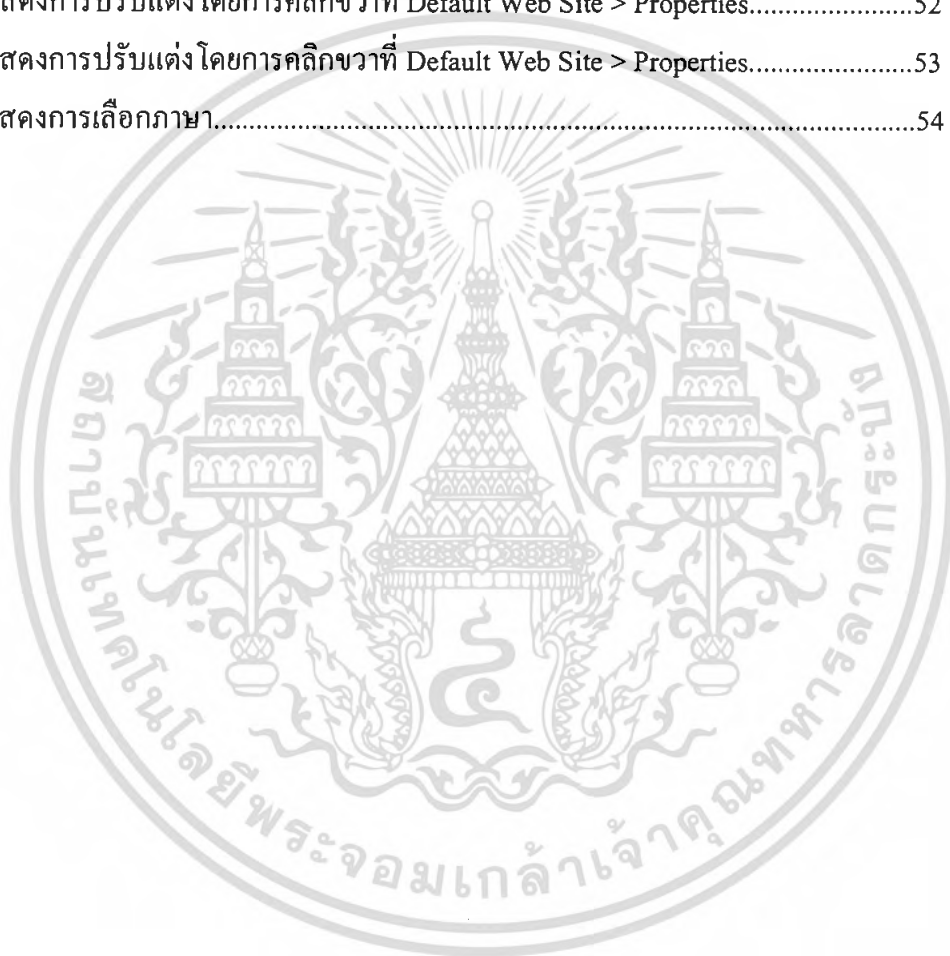 สดงการปรับแต่งโดยการคลิกขวาที่ Default Web Site > Properties........................52
สดงการปรับแต่งโดยการคลิกขวาที่ Default Web Site > Properties........................53
สดงการเลือกภาษา.......................................................................................................54
สถาบันเทคโนโลยีพระจอมเกล้าเจ้าคุณทหารลาดกระบัง